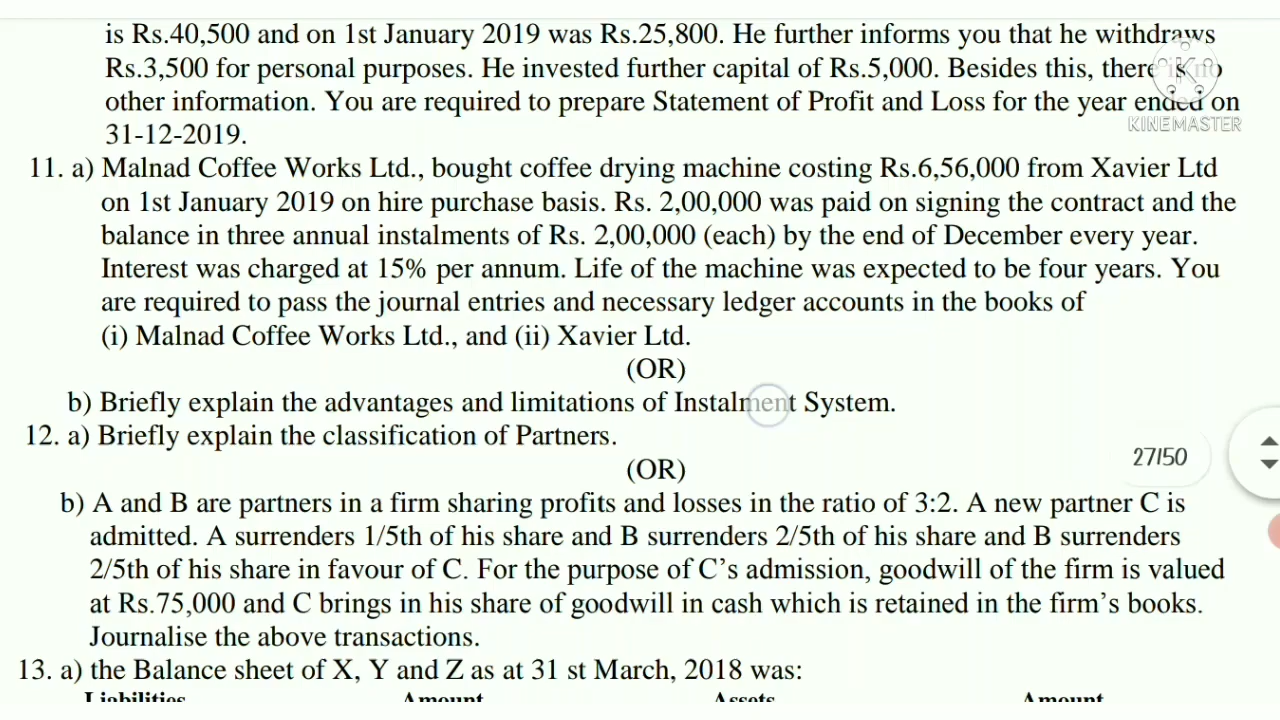 is Rs.40,500 and on 1st January 2019 was Rs.25,800. He further informs you that he withdraws
Rs.3,500 for personal purposes. He invested further capital of Rs.5,000. Besides this, there is no
other information. You are required to prepare Statement of Profit and Loss for the year ended on
31-12-2019.
KINEMASTER
11. a) Malnad Coffee Works Ltd., bought coffee drying machine costing Rs.6,56,000 from Xavier Ltd
on 1st January 2019 on hire purchase basis. Rs. 2,00,000 was paid on signing the contract and the
balance in three annual instalments of Rs. 2,00,000 (each) by the end of December every year.
Interest was charged at 15% per annum. Life of the machine was expected to be four years. You
are required to pass the journal entries and necessary ledger accounts in the books of
(i) Malnad Coffee Works Ltd., and (ii) Xavier Ltd.
(OR)
b) Briefly explain the advantages and limitations of Instalment System.
12. a) Briefly explain the classification of Partners.
(OR)
27/50
b) A and B are partners in a firm sharing profits and losses in the ratio of 3:2. A new partner C is
admitted. A surrenders 1/5th of his share and B surrenders 2/5th of his share and B surrenders
2/5th of his share in favour of C. For the purpose of C's admission, goodwill of the firm is valued
at Rs.75,000 and C brings in his share of goodwill in cash which is retained in the firm's books.
Journalise the above transactions.
13. a) the Balance sheet of X, Y and Z as at 31 st March, 2018 was:
Liabilities Amount Assets Amount